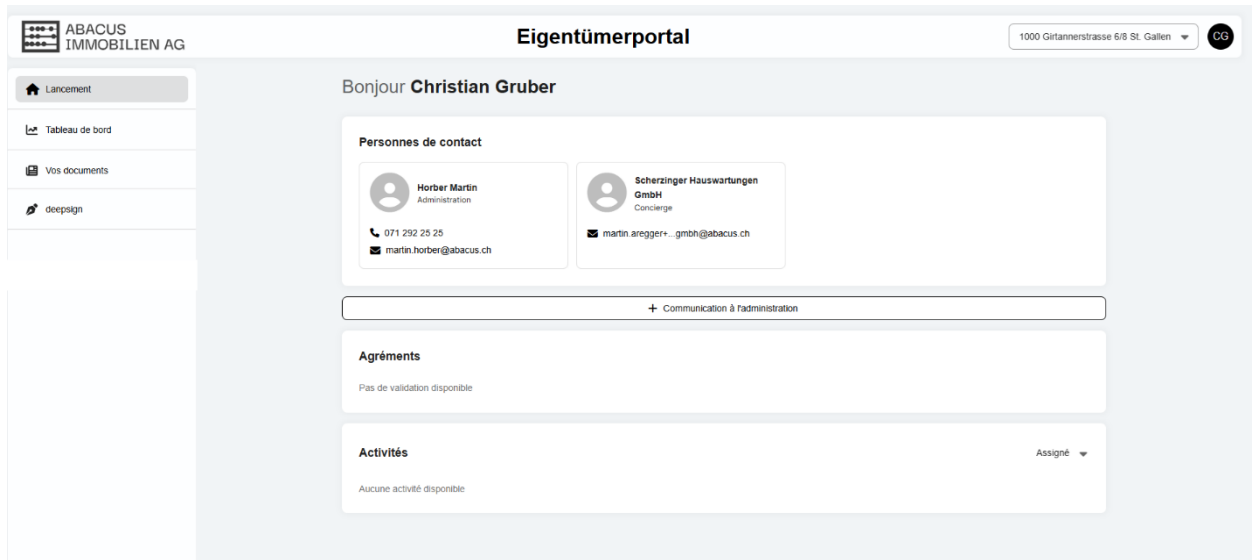 ABACUS
IMMOBILIEN AG
Eigentümerportal
1000 Girtannerstrasse 6/8 St. Gallen
CG
Lancement
Tableau de bord
Vos documents
deepsign
Bonjour Christian Gruber
Personnes de contact
Horber Martin
Administration
071 292 25 25
martin.horber@abacus.ch
Scherzinger Hauswartungen
GmbH
Concierge
martin.aregger+...gmbh@abacus.ch
+ Communication à l'administration
Agréments
Pas de validation disponible
Activités
Assigné
Aucune activité disponible